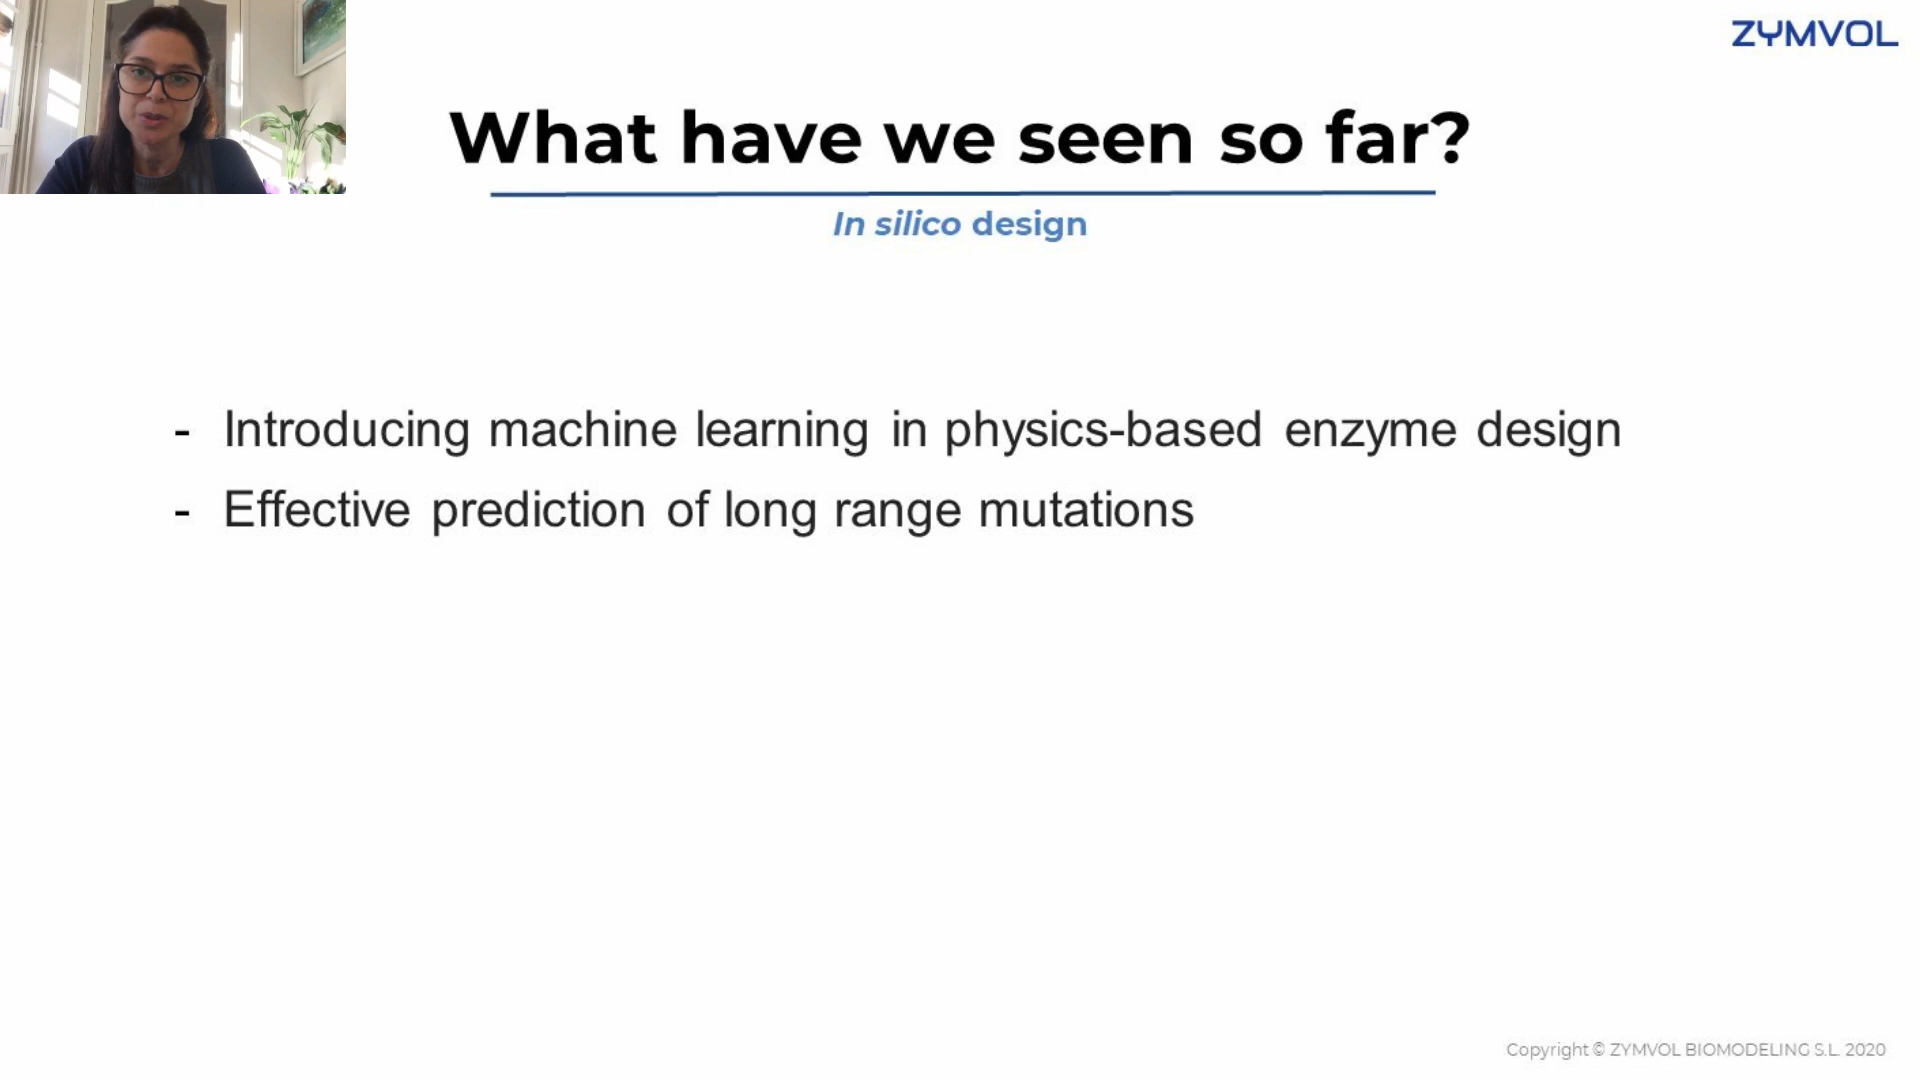 ZYMVOL
What have we seen so far?
In silico design
- Introducing machine learning in physics-based enzyme design
- Effective prediction of long range mutations
Copyright © ZYMVOL BIOMODELING S.L. 2020